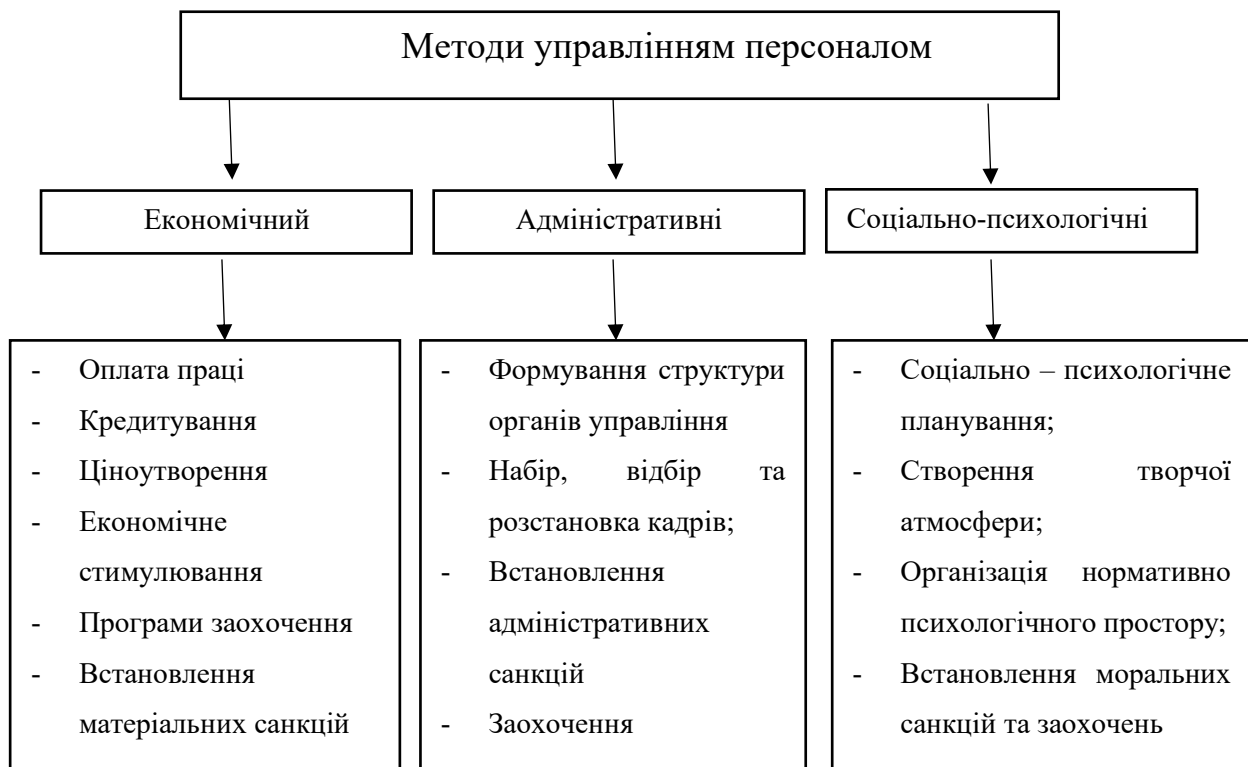 Методи управлінням персоналом
Економічний
Адміністративні
Соціально-психологічні
- Оплата праці
- Кредитування
- Ціноутворення
- Економічне
стимулювання
- Програми заохочення
- Встановлення
матеріальних санкцій
- Формування структури
органів управління
- Набір, відбір та
розстановка кадрів;
- Встановлення
адміністративних
санкцій
- Заохочення
- Соціально – психологічне
планування;
- Створення творчої
атмосфери;
- Організація нормативно
психологічного простору;
- Встановлення моральних
санкцій та заохочень